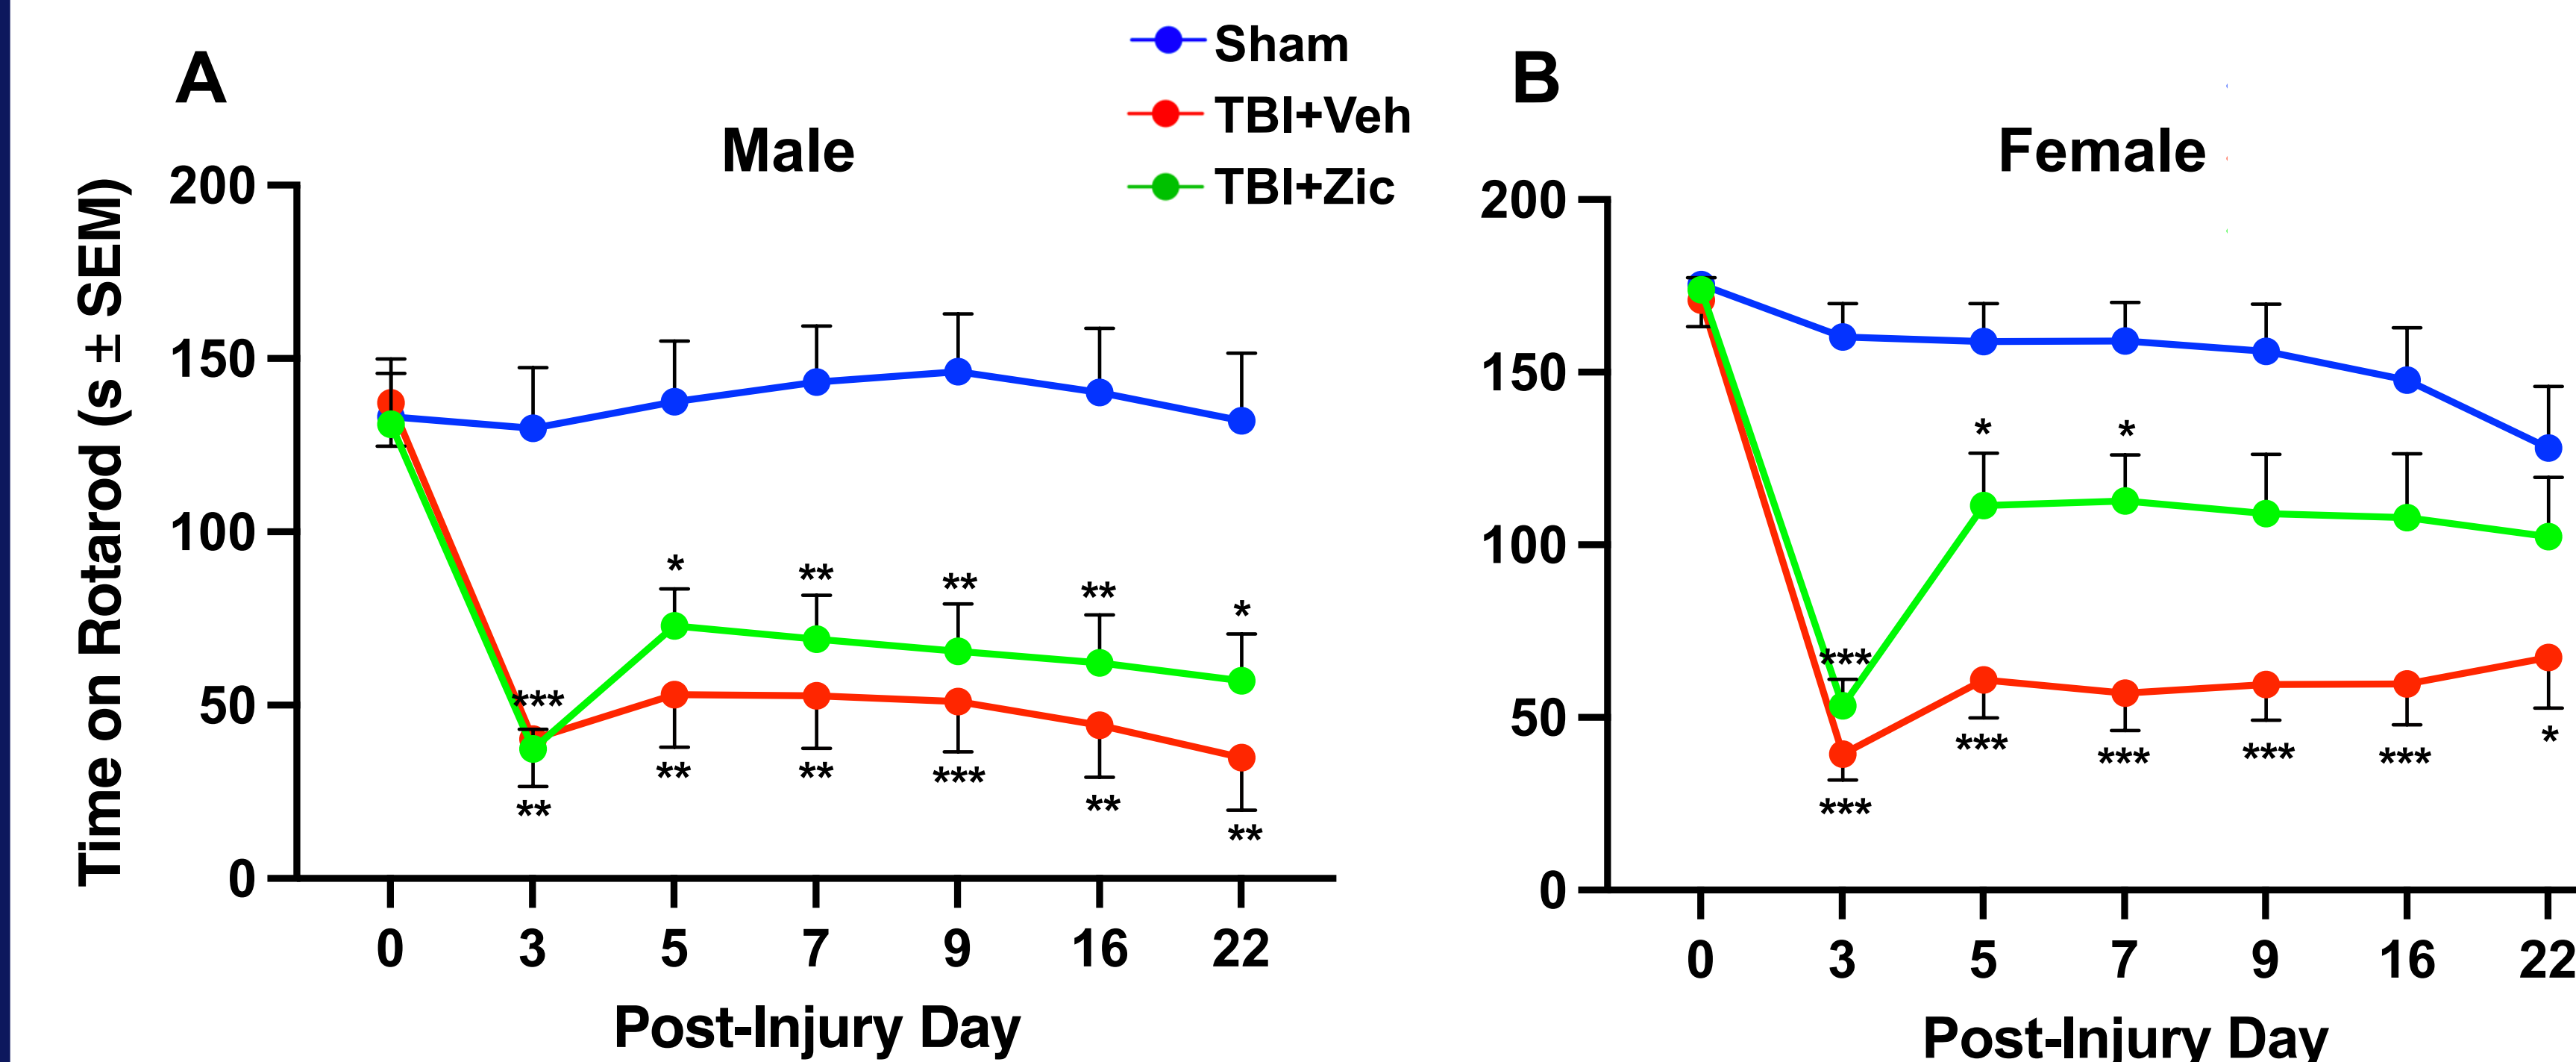 A
Sham
TBI+Veh
TBI+Zic
Male
Time on Rotarod (s ± SEM)
200
150
100
50
0
*
**
**
**
*
***
**
**
**
***
**
**
0 3 5 7 9 16 22
Post-Injury Day
B
Female
200
150
100
50
0
*
*
***
***
***
***
***
***
*
0 3 5 7 9 16 22
Post-Injury Day